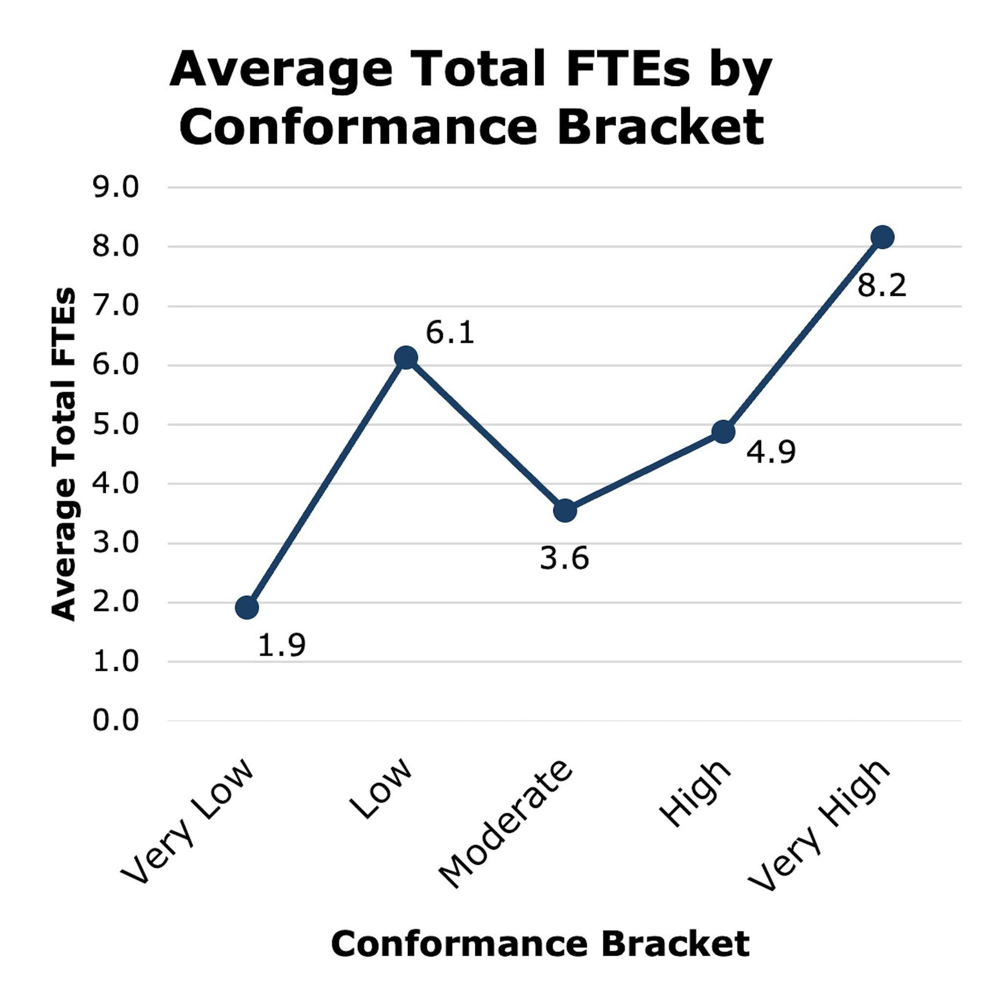 Average Total FTEs by
Conformance Bracket
Average Total FTEs
9.0
8.0
7.0
6.0
5.0
4.0
3.0
2.0
1.0
0.0
1.9
6.1
3.6
4.9
8.2
Very Low
Low
Moderate
High
Very High
Conformance Bracket